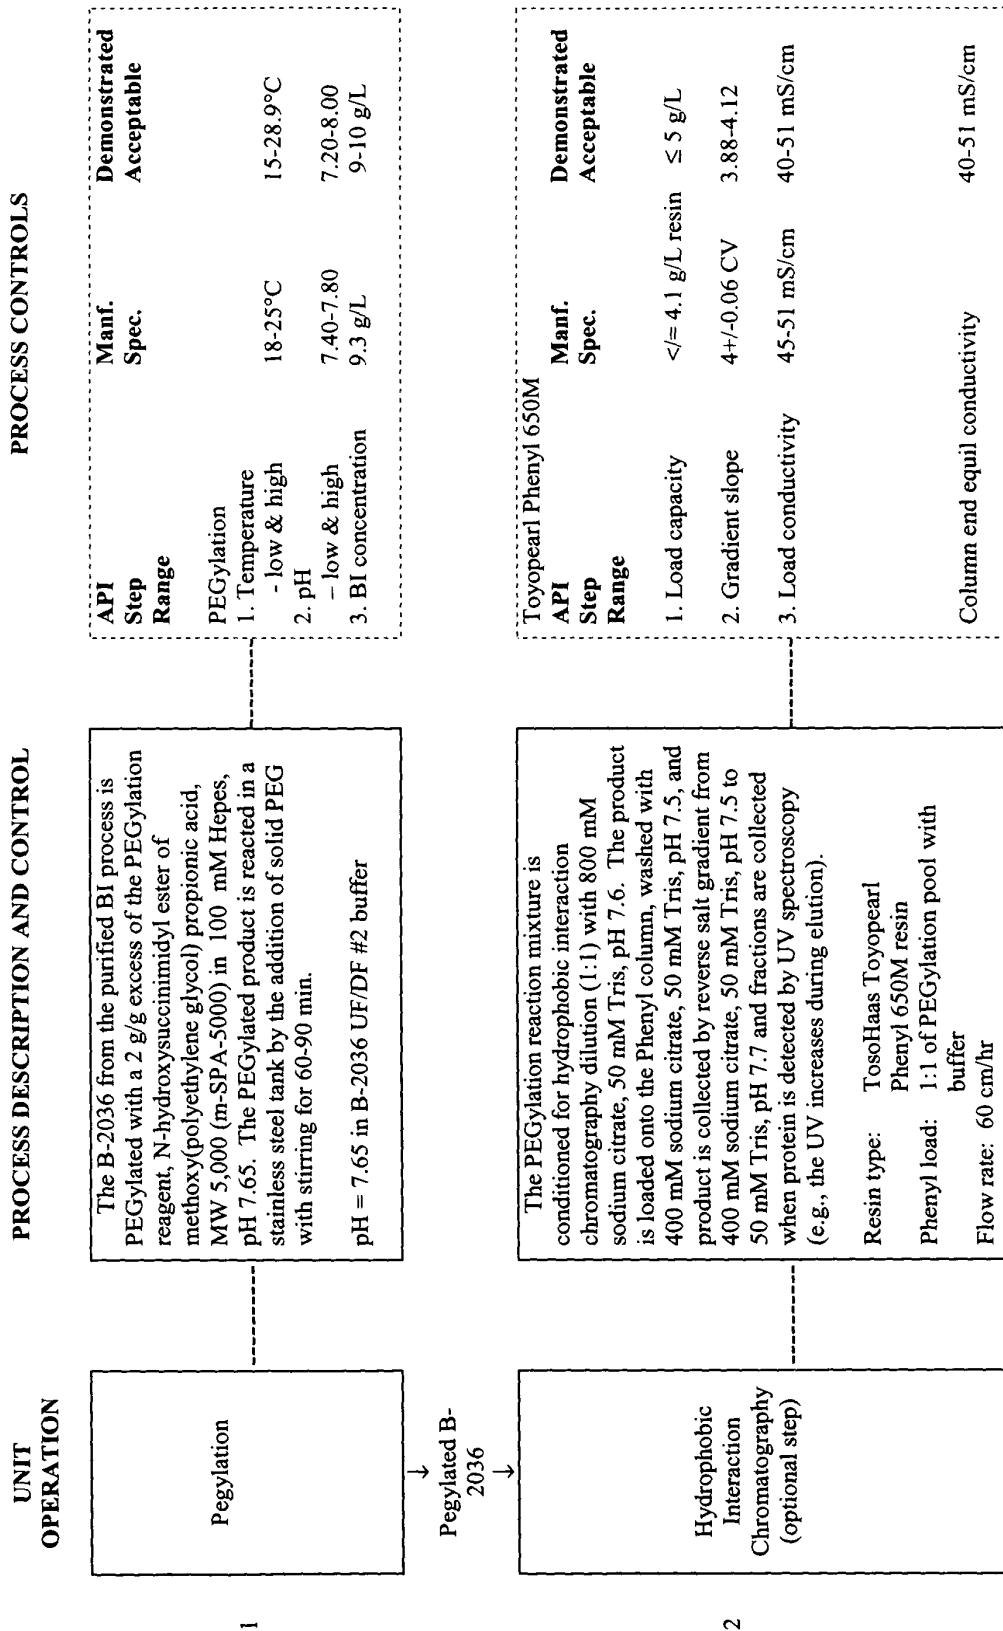 UNIT
OPERATION
PROCESS DESCRIPTION AND CONTROL
PROCESS CONTROLS
1
Pegylation
The B-2036 from the purified BI process is
PEGylated with a 2 g/g excess of the PEGylation
reagent, N-hydroxysuccinimidyl ester of
methoxy(polyethylene glycol) propionic acid,
MW 5,000 (m-SPA-5000) in 100 mM Hepes,
pH 7.65. The PEGylated product is reacted in a
stainless steel tank by the addition of solid PEG
with stirring for 60-90 min.
pH = 7.65 in B-2036 UF/DF #2 buffer
API Manf. Demonstrated
Step Spec. Acceptable
Range
PEGylation
1. Temperature
- low & high 18-25°C 15-28.9°C
2. pH
– low & high 7.40-7.80 7.20-8.00
3. BI concentration 9.3 g/L 9-10 g/L
↓
Pegylated B-
2036
↓
2
Hydrophobic
Interaction
Chromatography
(optional step)
The PEGylation reaction mixture is
conditioned for hydrophobic interaction
chromatography dilution (1:1) with 800 mM
sodium citrate, 50 mM Tris, pH 7.6. The product
is loaded onto the Phenyl column, washed with
400 mM sodium citrate, 50 mM Tris, pH 7.5, and
product is collected by reverse salt gradient from
400 mM sodium citrate, 50 mM Tris, pH 7.5 to
50 mM Tris, pH 7.7 and fractions are collected
when protein is detected by UV spectroscopy
(e.g., the UV increases during elution).
Resin type: TosoHaas Toyopearl
Phenyl 650M resin
Phenyl load: 1:1 of PEGylation pool with
buffer
Flow rate: 60 cm/hr
Toyopearl Phenyl 650M
API Manf. Demonstrated
Step Spec. Acceptable
Range
1. Load capacity </= 4.1 g/L resin ≤ 5 g/L
2. Gradient slope 4+/-0.06 CV 3.88-4.12
3. Load conductivity 45-51 mS/cm 40-51 mS/cm
Column end equil conductivity 40-51 mS/cm